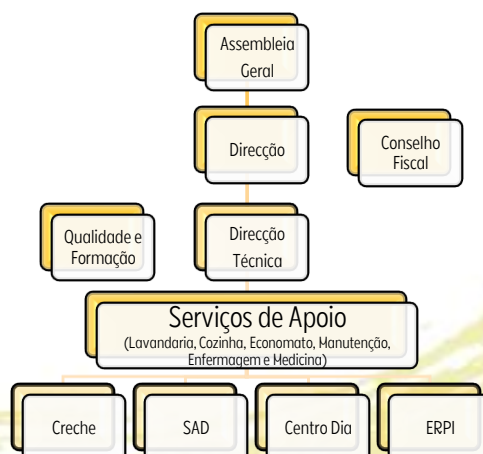 Assembleia
Geral
Direcção
Conselho
Fiscal
Qualidade e
Formação
Direcção
Técnica
Serviços de Apoio
(Lavandaria, Cozinha, Economato, Manutenção,
Enfermagem e Medicina)
Creche
SAD
Centro Dia
ERPI